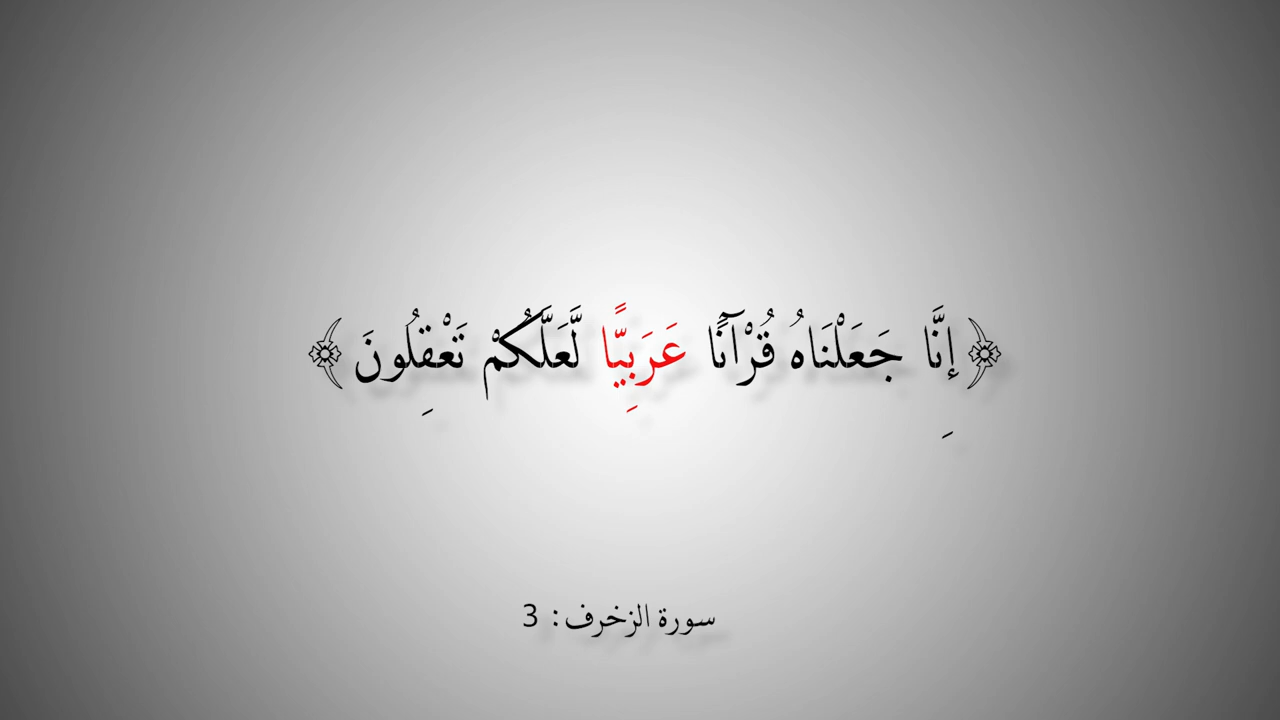 ﴿إِنَّا جَعَلْنَاهُ قُرْآنًا عَرَبِيًّا لَّعَلَّكُمْ تَعْقِلُونَ﴾
سورة الزخرف: 3